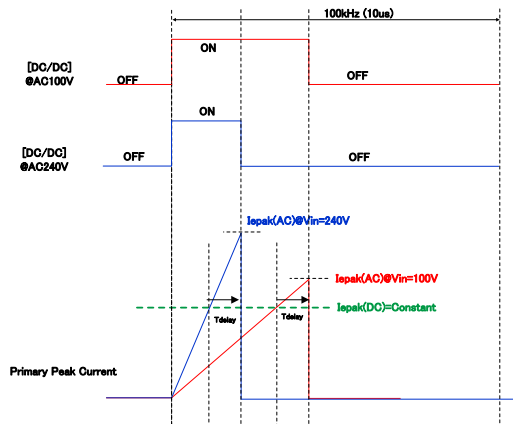 100kHz (10us)
[DC/DC]
@AC100V
OFF
ON
OFF
[DC/DC]
@AC240V
OFF
ON
OFF
Iepak(AC)@Vin=240V
Iepak(AC)@Vin=100V
Iepak(DC)=Constant
Tdelay
Tdelay
Primary Peak Current